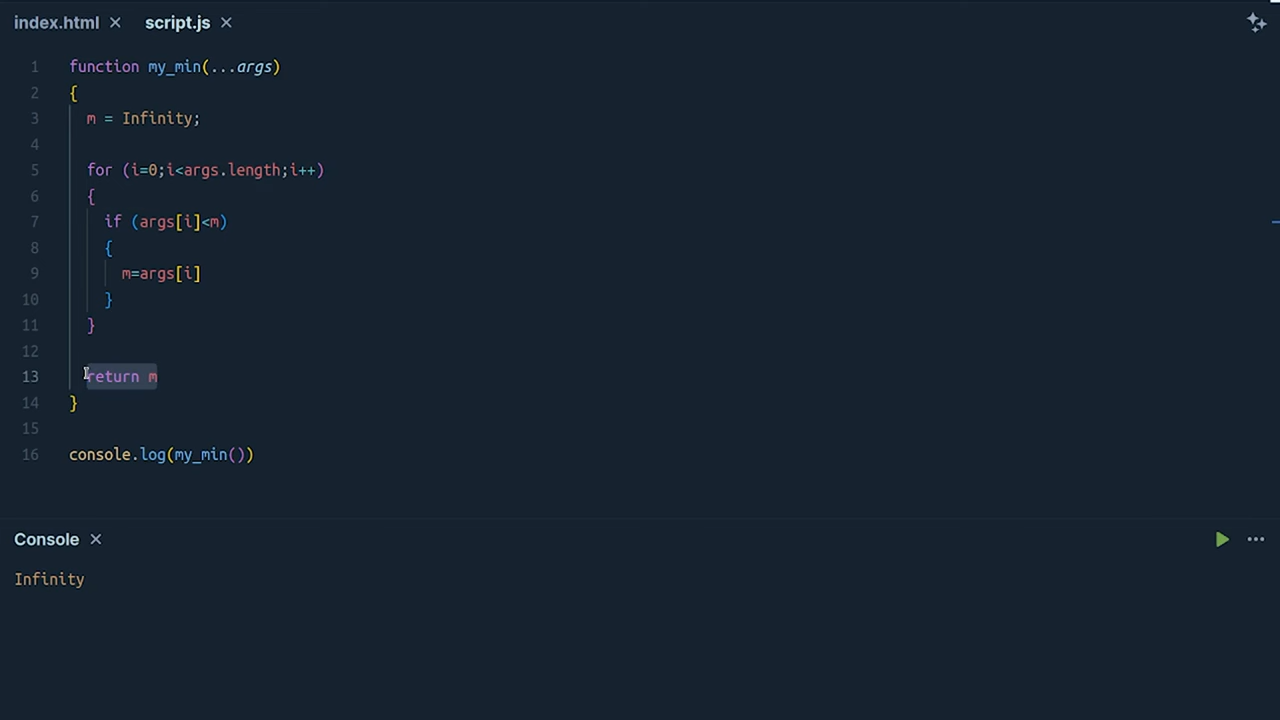 index.html × script.js ×
1 function my_min(...args)
2 {
3 m = Infinity;
4
5 for (i=0;i<args.length;i++)
6 {
7 if (args[i]<m)
8 {
9 m=args[i]
10 }
11 }
12
13 return m
14 }
15
16 console.log(my_min())
Console ×
Infinity